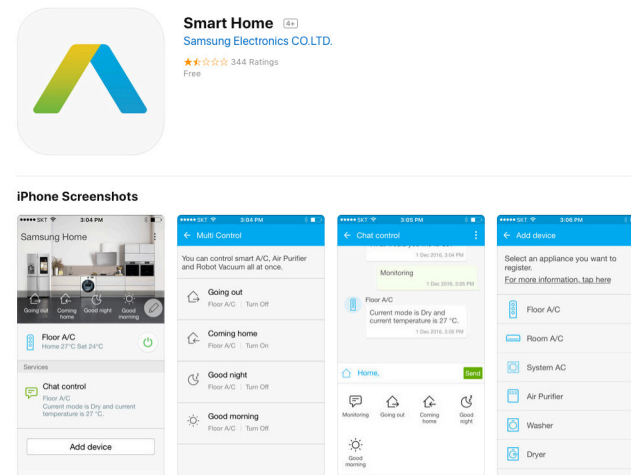 Smart Home 4+
Samsung Electronics CO.LTD.
344 Ratings
Free
iPhone Screenshots
SKT 3:04 PM
Samsung Home
Going out
Coming home
Good night
Good morning
Floor A/C
Home 27°C Set 24°C
Services
Chat control
Floor A/C
Current mode is Dry and current
temperature is 27 °C.
Add device
SKT 3:04 PM
Multi Control
You can control smart A/C, Air Purifier
and Robot Vacuum all at once.
Going out
Floor A/C | Turn Off
Coming home
Floor A/C | Turn On
Good night
Floor A/C | Turn Off
Good morning
Floor A/C | Turn Off
SKT 3:05 PM
Chat control
1 Dec 2016, 3:04 PM
Monitoring
1 Dec 2016, 3:05 PM
Floor A/C
Current mode is Dry and
current temperature is 27 °C.
1 Dec 2016, 3:05 PM
Home, Send
Monitoring
Going out
Coming
home
Good
night
Good
morning
SKT 3:06 PM
Add device
Select an appliance you want to
register.
For more information, tap here
Floor A/C
Room A/C
System AC
Air Purifier
Washer
Dryer